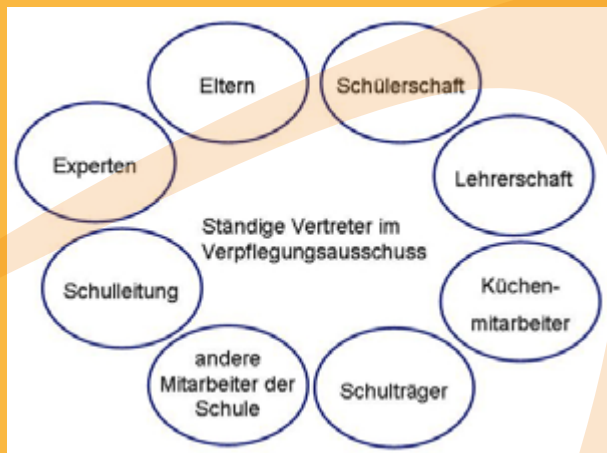 Eltern
Schülerschaft
Experten
Lehrerschaft
Ständige Vertreter im
Verpflegungsausschuss
Schulleitung
Küchen-
mitarbeiter
andere
Mitarbeiter der
Schule
Schulträger